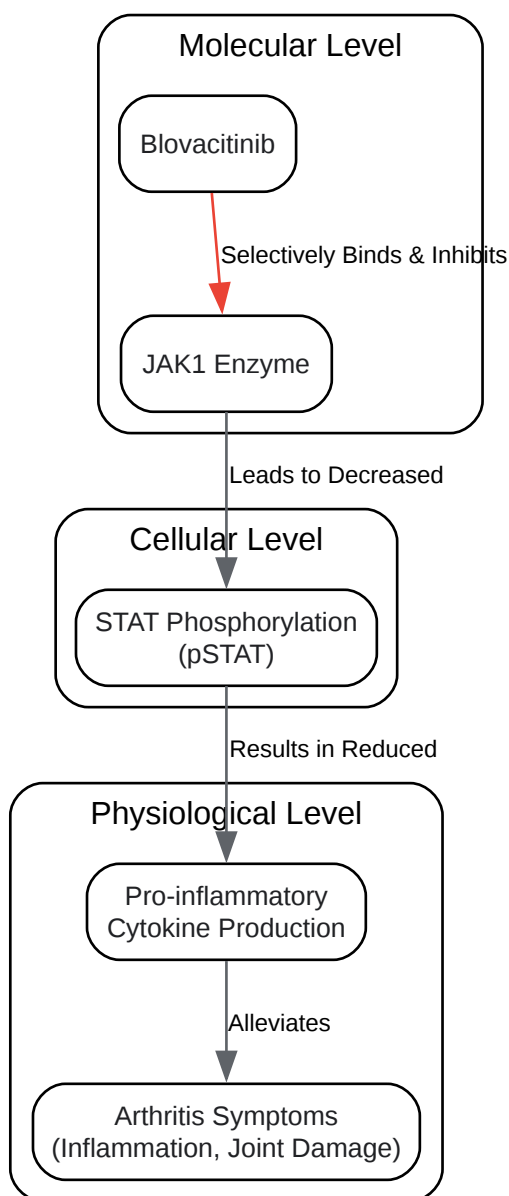 Molecular Level
Blovacitinib
Selectively Binds & Inhibits
JAK1 Enzyme
Leads to Decreased
Cellular Level
STAT Phosphorylation
(pSTAT)
Results in Reduced
Physiological Level
Pro-inflammatory
Cytokine Production
Alleviates
Arthritis Symptoms
(Inflammation, Joint Damage)